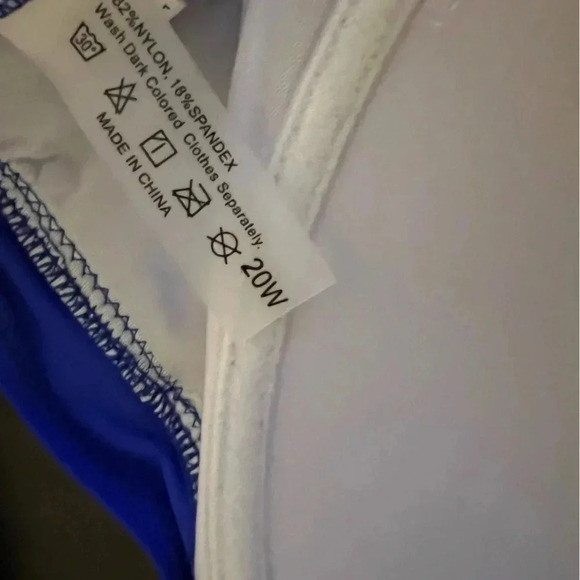 82%NYLON, 18%SPANDEX
Wash Dark Colored Clothes Separately.
30°
MADE IN CHINA
20W